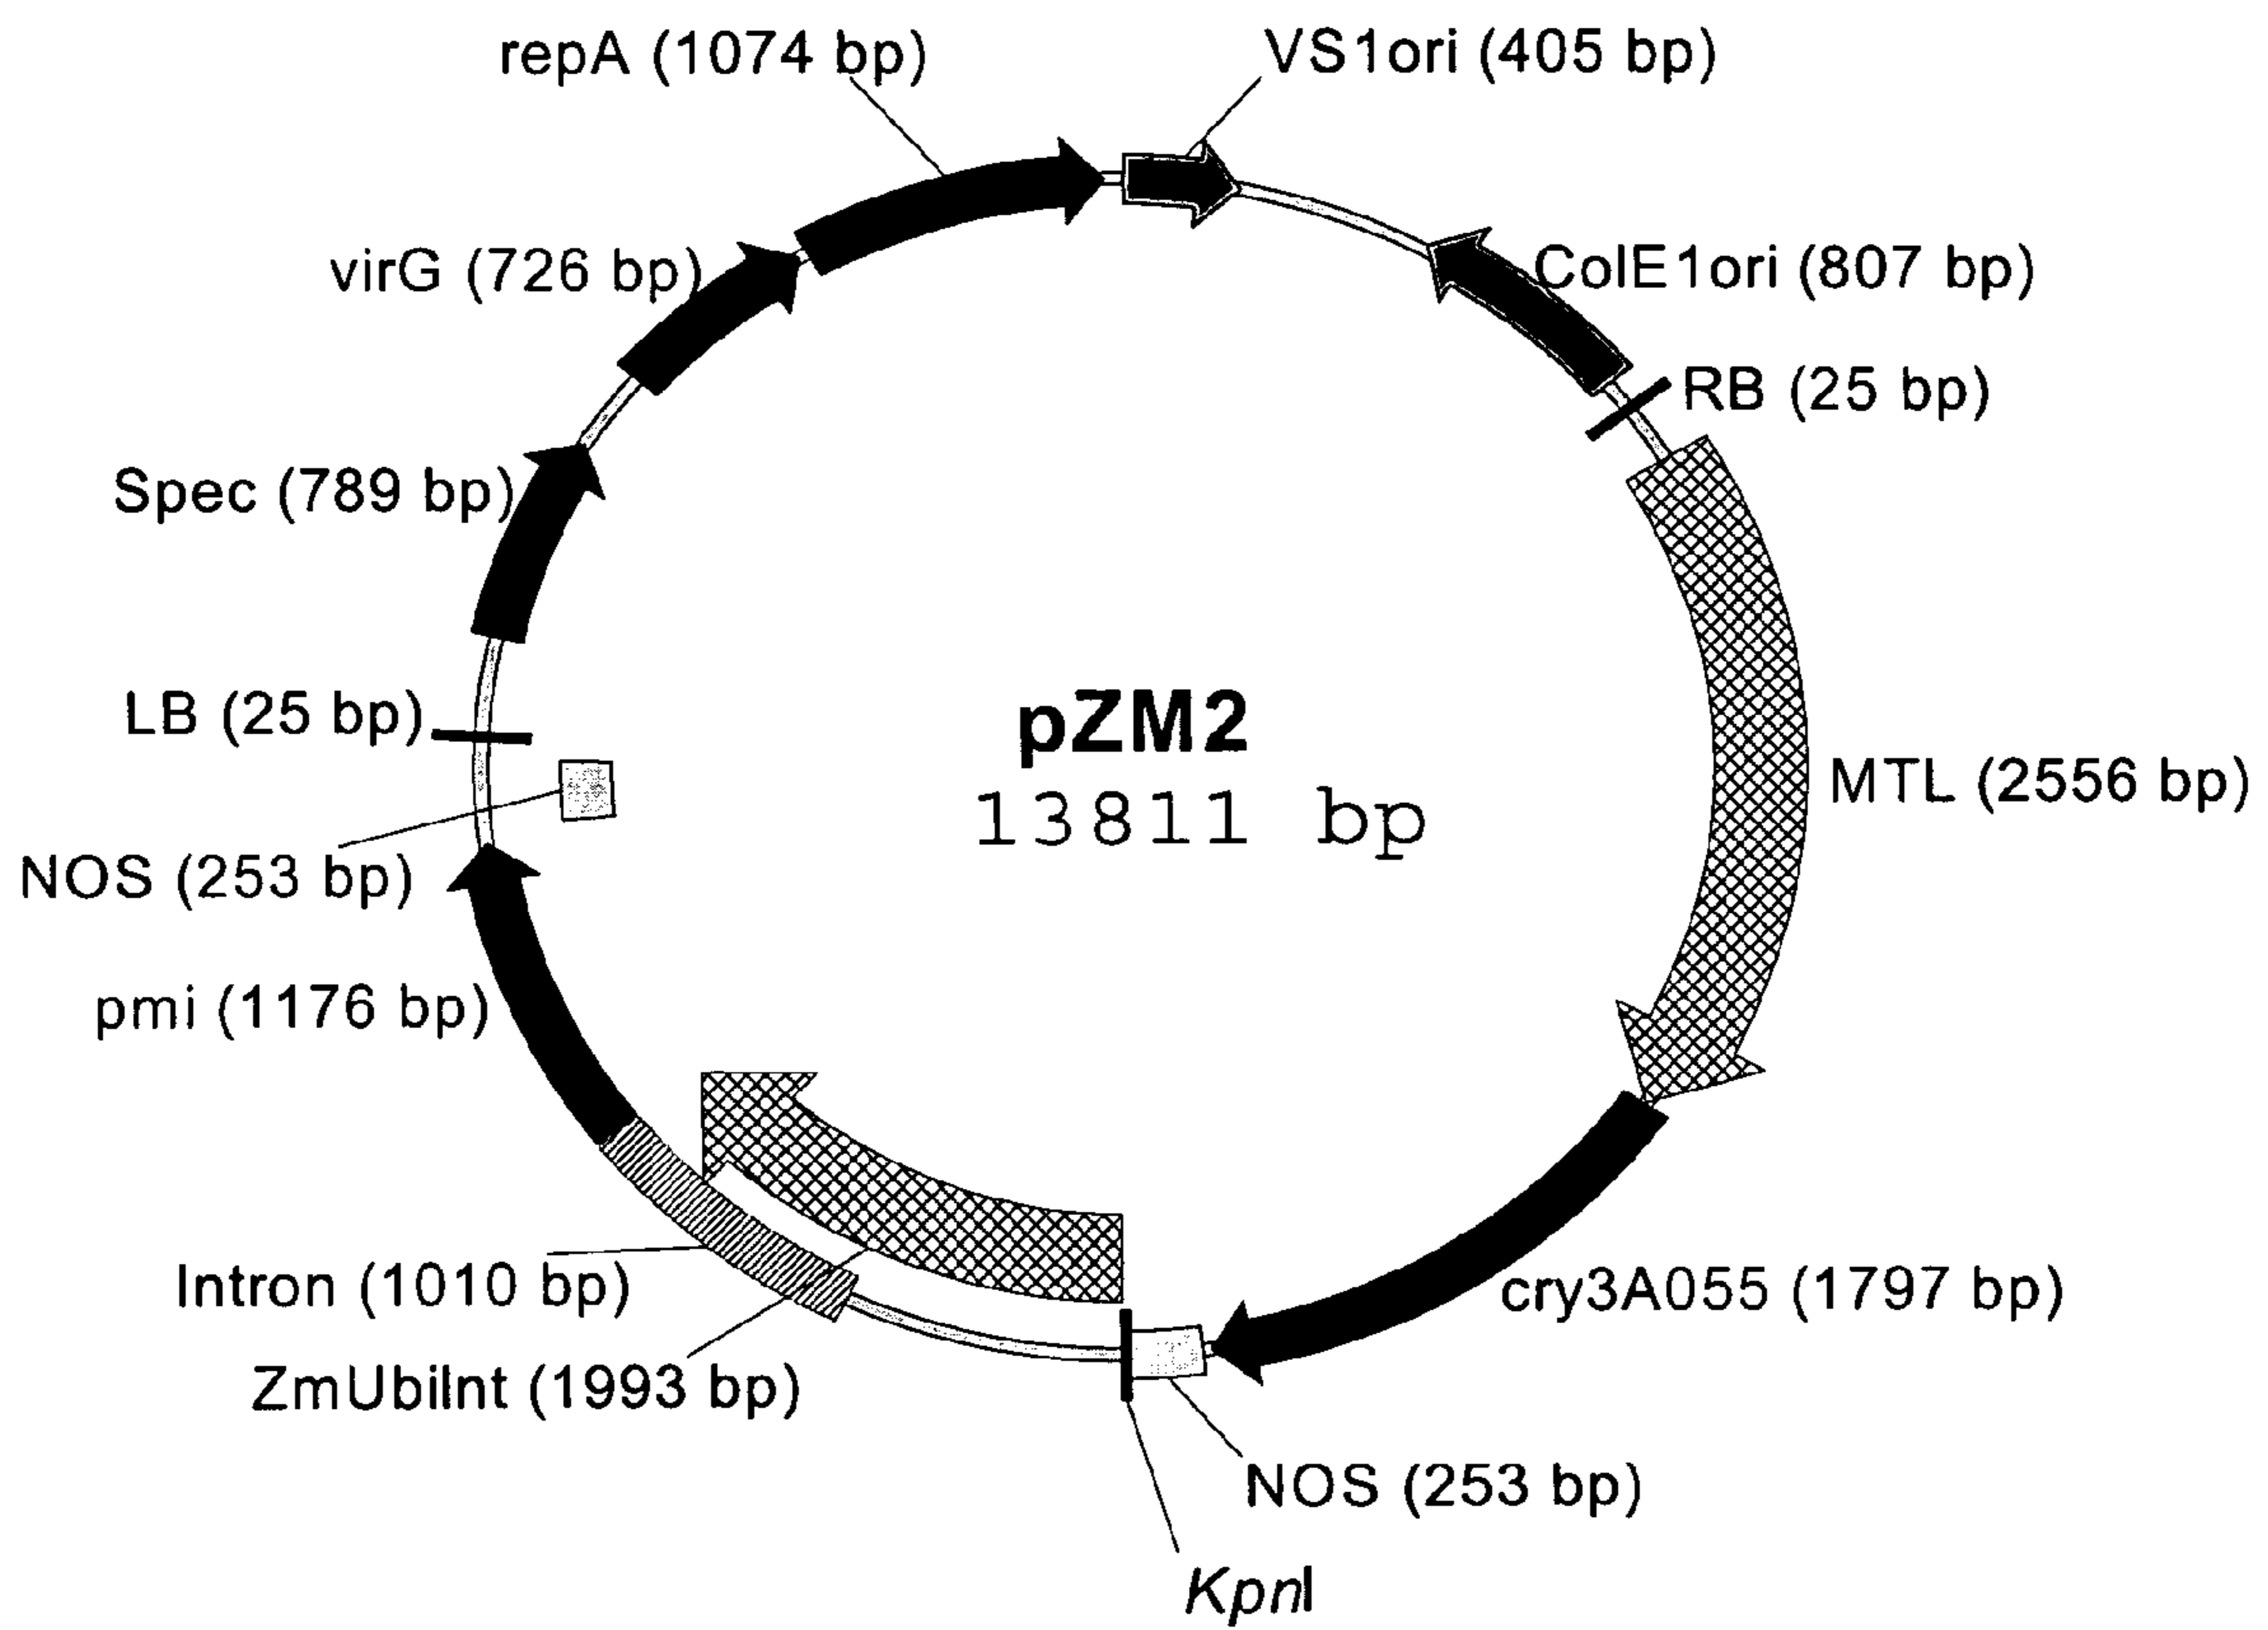 repA (1074 bp)
VS1ori (405 bp)
virG (726 bp)
ColE1ori (807 bp)
RB (25 bp)
Spec (789 bp)
LB (25 bp)
pZM2
13811 bp
MTL (2556 bp)
NOS (253 bp)
pmi (1176 bp)
Intron (1010 bp)
cry3A055 (1797 bp)
ZmUbiInt (1993 bp)
NOS (253 bp)
KpnI